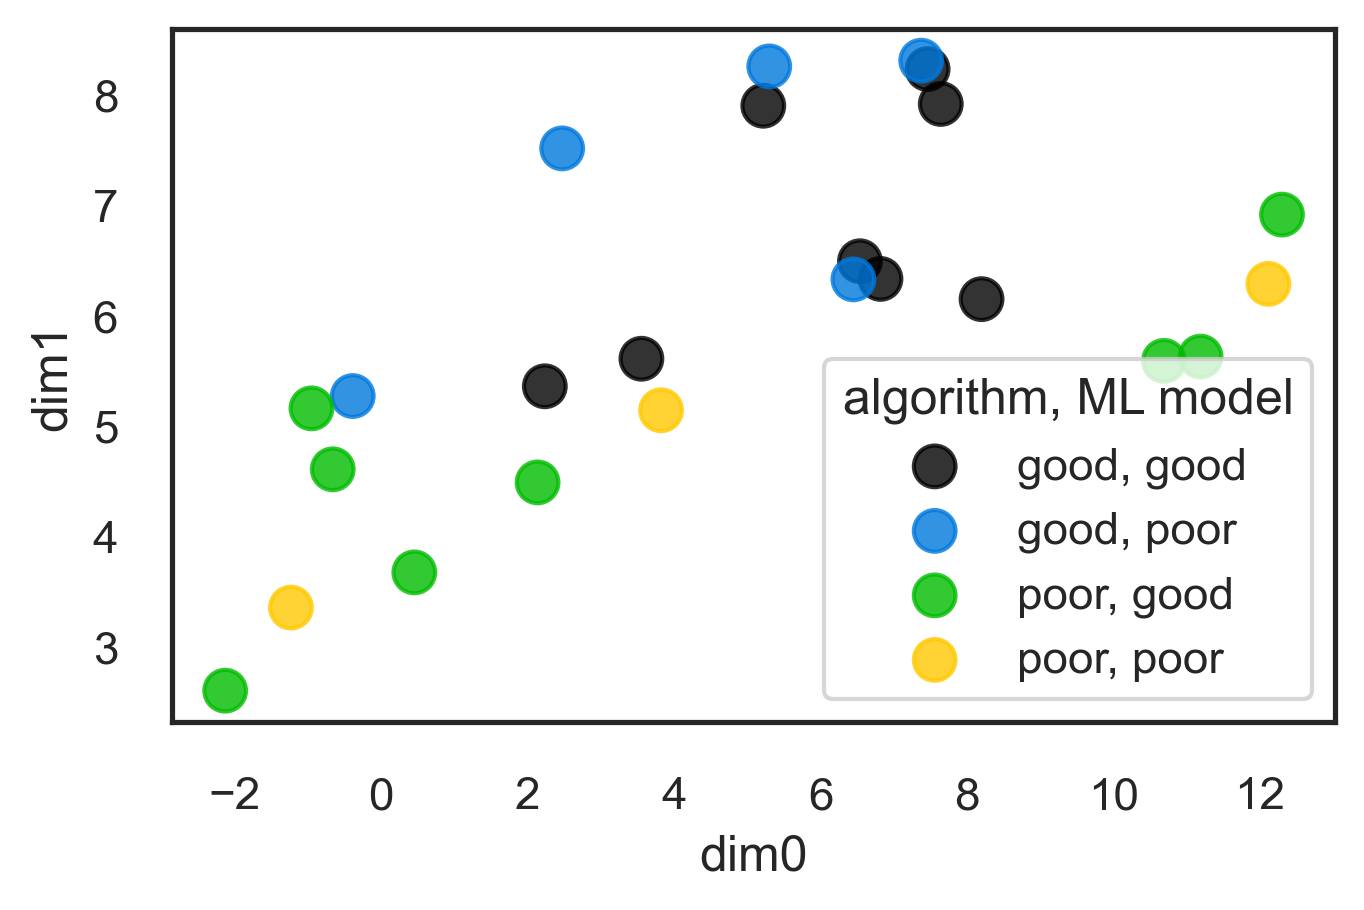 8
7
6
5
4
3
dim1
−2 0 2 4 6 8 10 12
dim0
algorithm, ML model
good, good
good, poor
poor, good
poor, poor